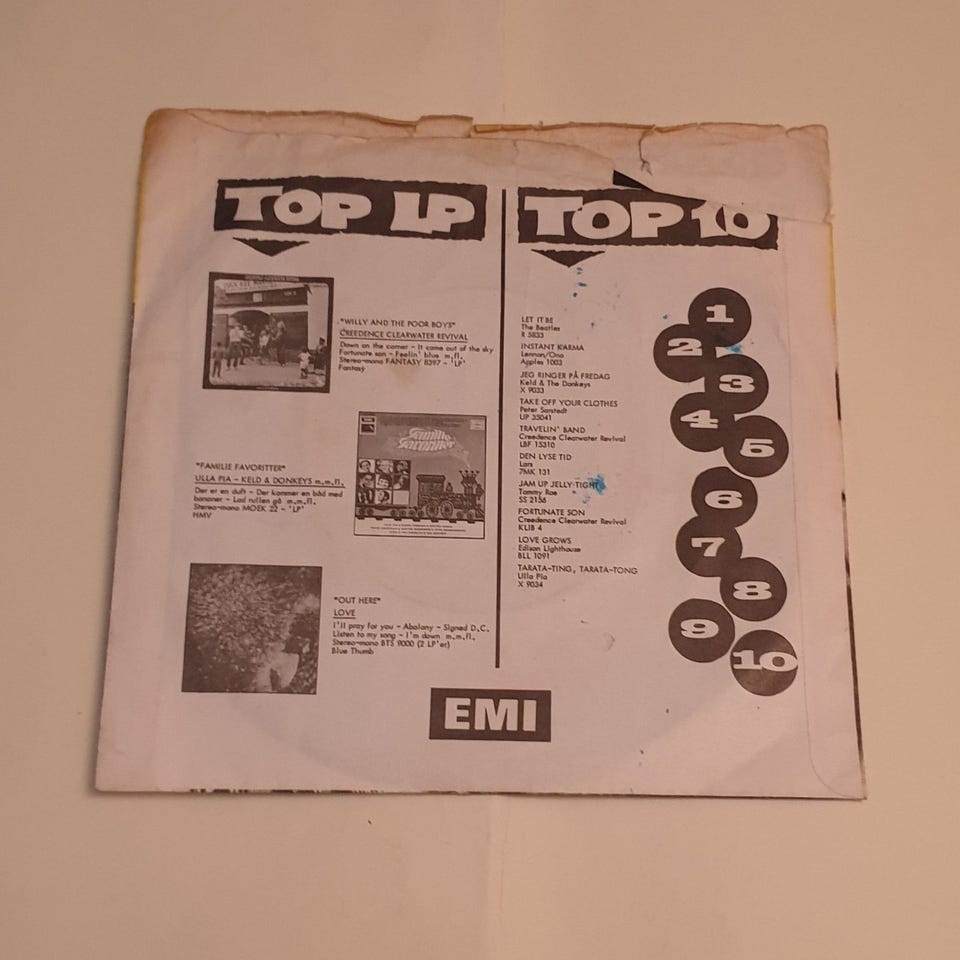 TOP LP
"WILLY AND THE POOR BOYS"
CREEDENCE CLEARWATER REVIVAL
Down on the corner - It came out of the sky
Fortunate son - Feelin' blue m.fl.
Stereo-mono FANTASY 8397 - 'LP'
Fantasy
Familie
Favoritter
"FAMILIE FAVORITTER"
ULLA PIA - KELD & DONKEYS m.m.fl.
Der er en duft - Der kommer en båd med
bananer - Lad rullen gå m.m.fl.
Stereo-mono MOEK 22 - 'LP'
HMV
"OUT HERE"
LOVE
I'll pray for you - Abalony - Signed D.C.
Listen to my song - I'm down m.m.fl.
Stereo-mono BTS 9000 (2 LP'er)
Blue Thumb
TOP 10
LET IT BE
The Beatles
R 5833
INSTANT KARMA
Lennon/Ono
Apples 1003
JEG RINGER PÅ FREDAG
Keld & The Donkeys
X 9033
TAKE OFF YOUR CLOTHES
Peter Sarstedt
UP 35041
TRAVELIN' BAND
Creedence Clearwater Revival
LBF 15310
DEN LYSE TID
Lars
7MK 131
JAM UP JELLY-TIGHT
Tommy Roe
SS 2158
FORTUNATE SON
Creedence Clearwater Revival
KLIB 4
LOVE GROWS
Edison Lighthouse
BLL 1091
TARATA-TING, TARATA-TONG
Ulla Pia
X 9034
1
2
3
4
5
6
7
8
9
10
EMI